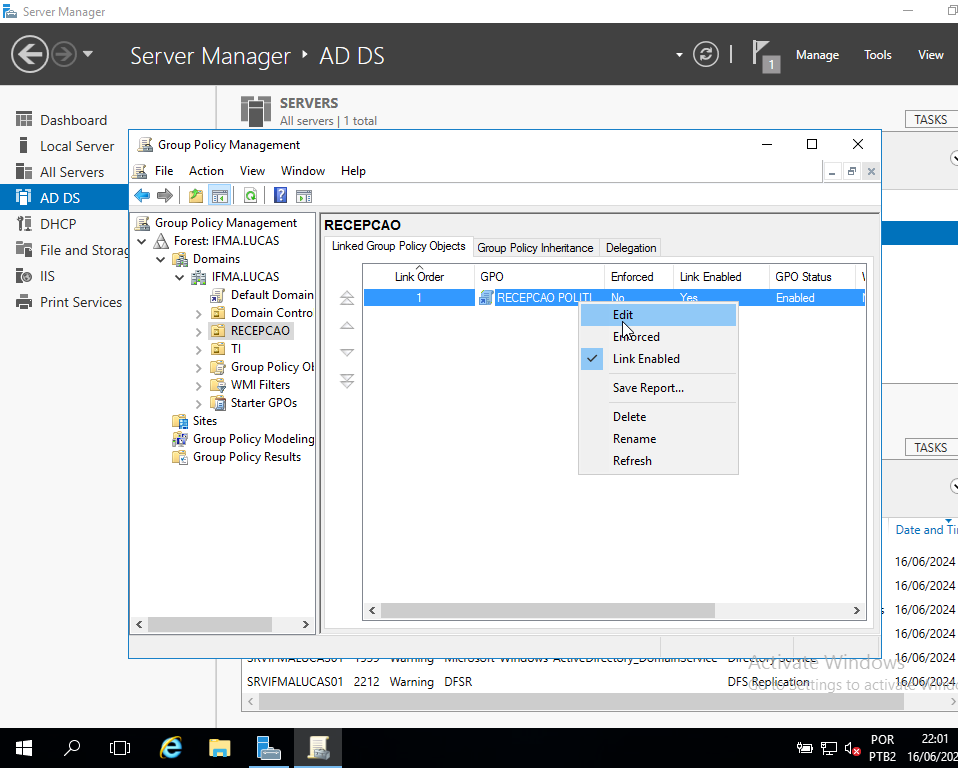 Server Manager
Server Manager ‣ AD DS
1
Manage Tools View
Dashboard
Local Server
All Servers
AD DS
DHCP
File and Storag
IIS
Print Services
SERVERS
All servers | 1 total
TASKS
Group Policy Management
File Action View Window Help
Group Policy Management
Forest: IFMA.LUCAS
Domains
IFMA.LUCAS
Default Domain
Domain Contro
RECEPCAO
TI
Group Policy Ob
WMI Filters
Starter GPOs
Sites
Group Policy Modeling
Group Policy Results
RECEPCAO
Linked Group Policy Objects Group Policy Inheritance Delegation
Link Order GPO Enforced Link Enabled GPO Status
1 RECEPCAO POLITI No Yes Enabled
Edit
Enforced
Link Enabled
Save Report...
Delete
Rename
Refresh
TASKS
Date and Ti
16/06/2024
16/06/2024
16/06/2024
16/06/2024
SRVIFMALUCAS01 1539 Warning Microsoft-Windows-ActiveDirectory_DomainService Directory Service 16/06/2024
SRVIFMALUCAS01 2212 Warning DFSR DFS Replication 16/06/2024
Activate Windows
Go to Settings to activate Windo
POR
PTB2
22:01
16/06/202